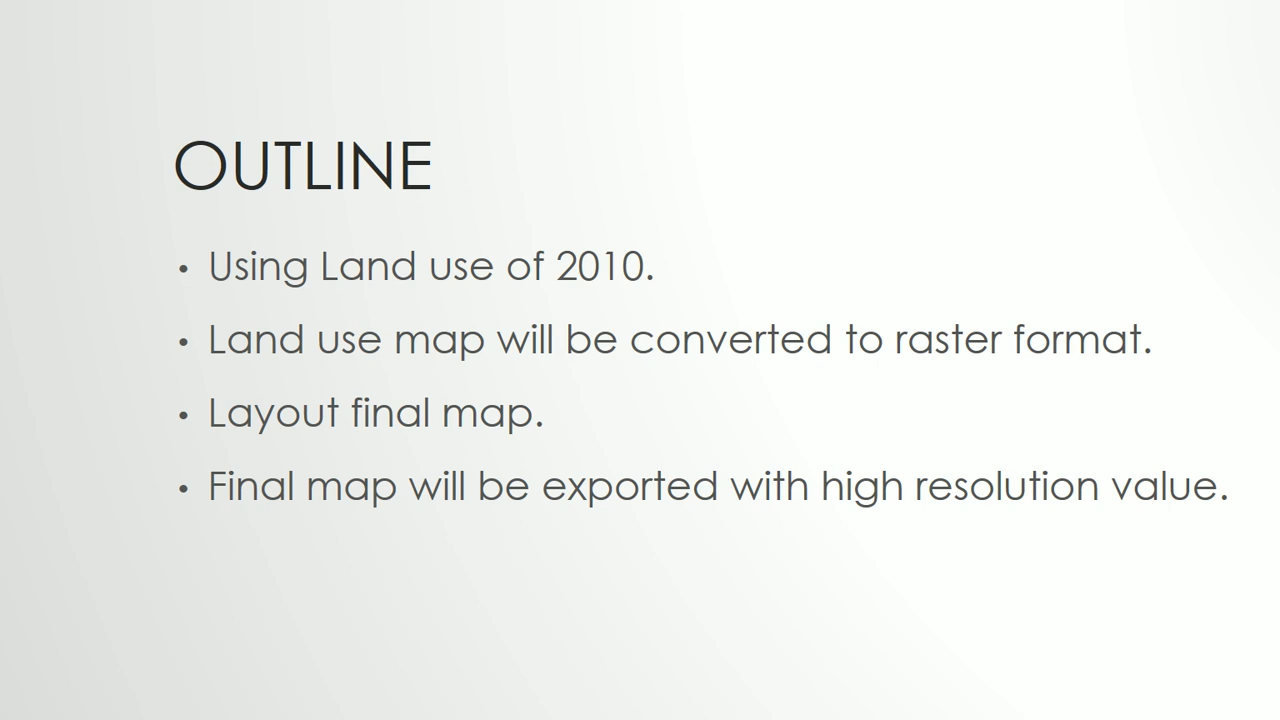 OUTLINE
• Using Land use of 2010.
• Land use map will be converted to raster format.
• Layout final map.
• Final map will be exported with high resolution value.